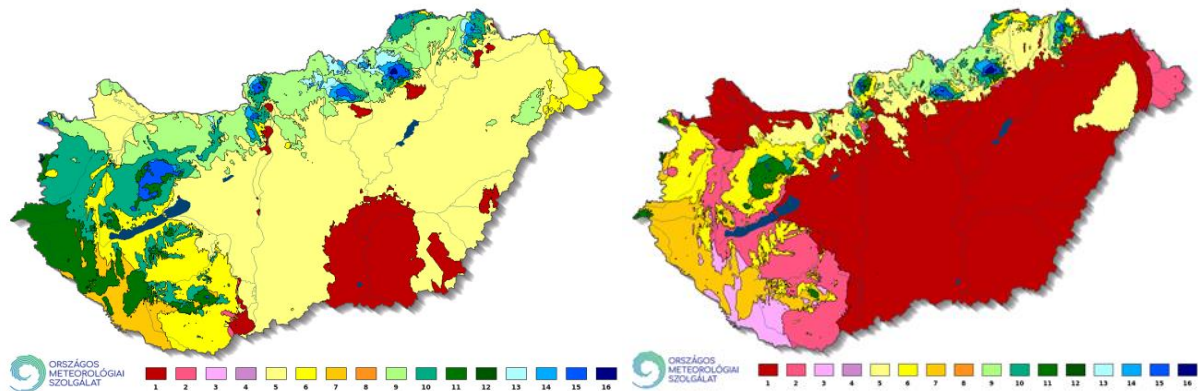 ORSZÁGOS
METEOROLÓGIAI
SZOLGÁLAT
1 2 3 4 5 6 7 8 9 10 11 12 13 14 15 16
ORSZÁGOS
METEOROLÓGIAI
SZOLGÁLAT
1 2 3 4 5 6 7 8 9 10 11 12 13 14 15 16